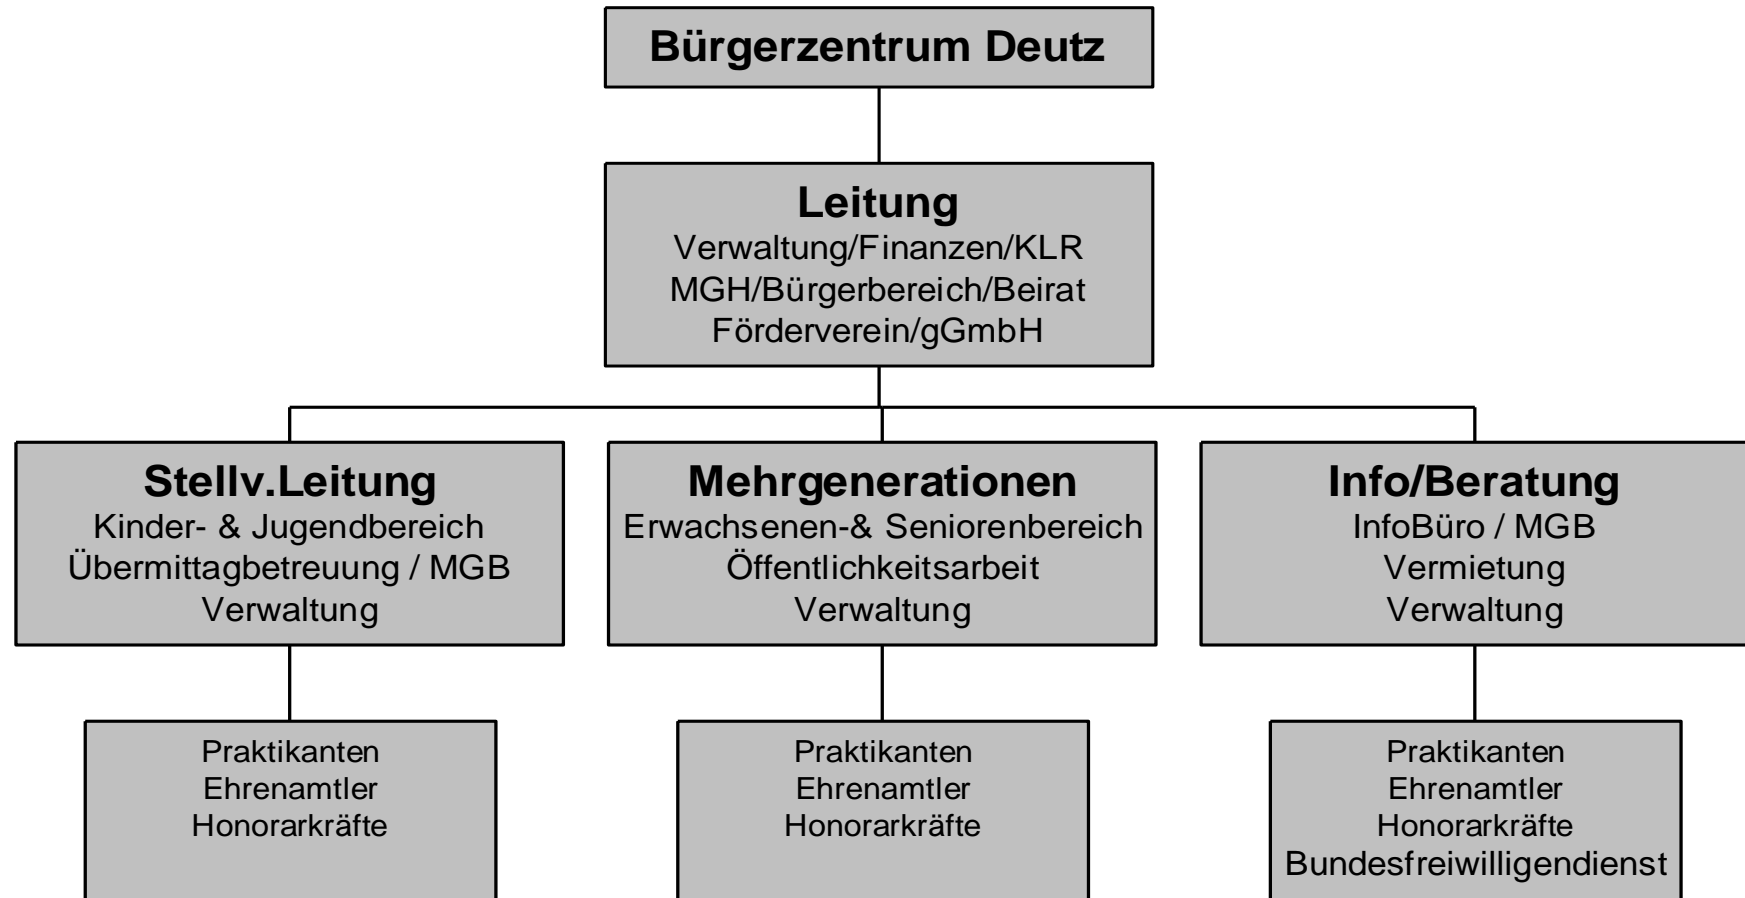 Bürgerzentrum Deutz
Leitung
Verwaltung/Finanzen/KLR
MGH/Bürgerbereich/Beirat
Förderverein/gGmbH
Stellv.Leitung
Kinder- & Jugendbereich
Übermittagbetreuung / MGB
Verwaltung
Mehrgenerationen
Erwachsenen-& Seniorenbereich
Öffentlichkeitsarbeit
Verwaltung
Info/Beratung
InfoBüro / MGB
Vermietung
Verwaltung
Praktikanten
Ehrenamtler
Honorarkräfte
Praktikanten
Ehrenamtler
Honorarkräfte
Praktikanten
Ehrenamtler
Honorarkräfte
Bundesfreiwilligendienst